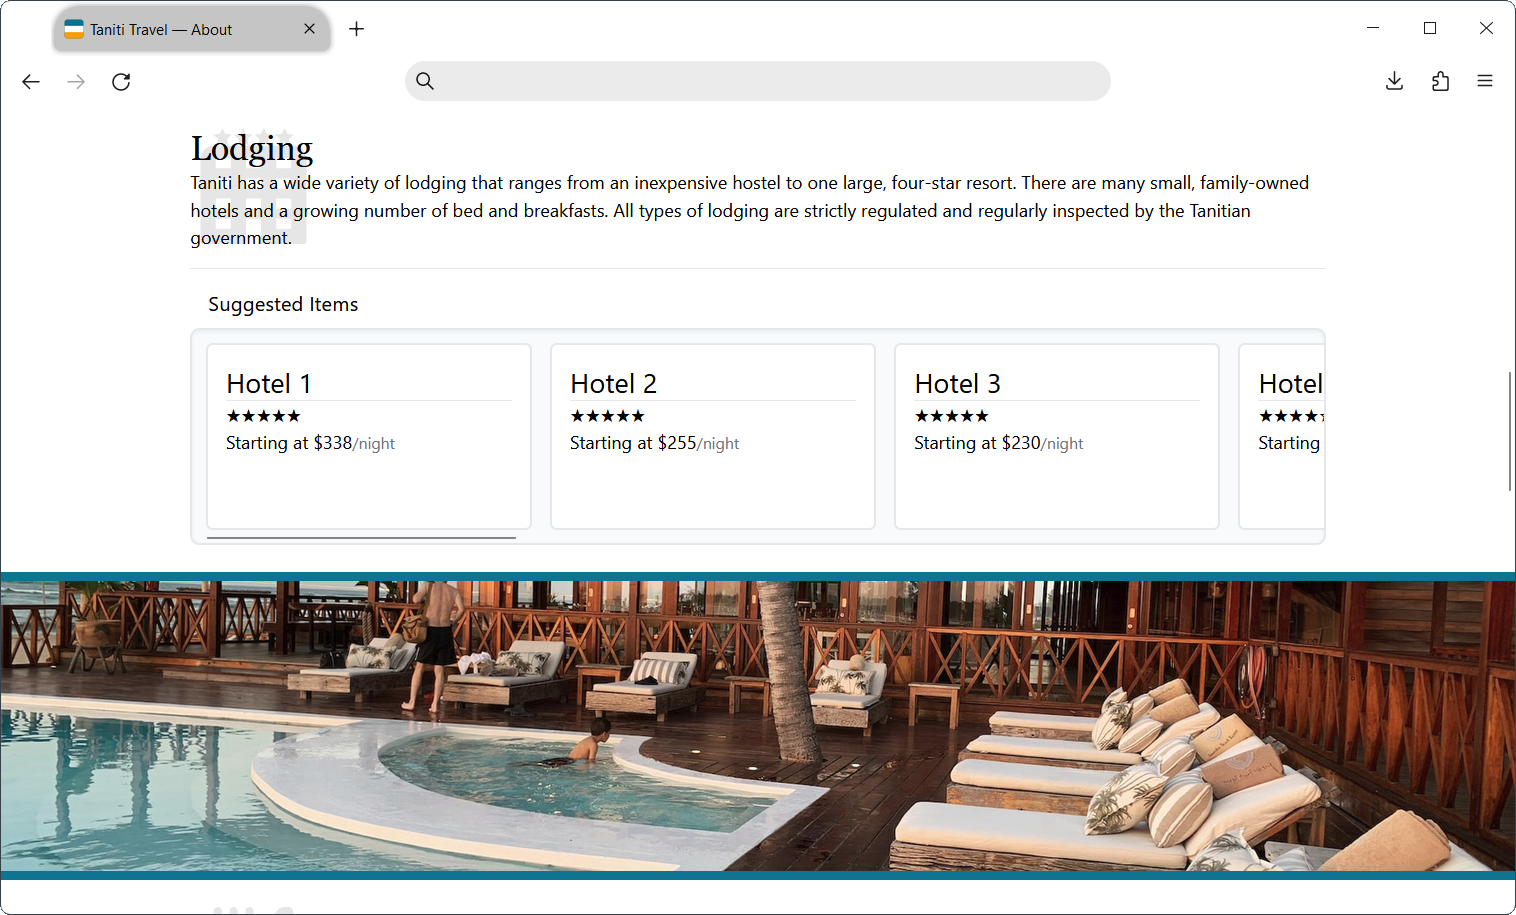 Taniti Travel — About
Lodging
Taniti has a wide variety of lodging that ranges from an inexpensive hostel to one large, four-star resort. There are many small, family-owned
hotels and a growing number of bed and breakfasts. All types of lodging are strictly regulated and regularly inspected by the Tanitian
government.
Suggested Items
Hotel 1
★★★★★
Starting at $338/night
Hotel 2
★★★★★
Starting at $255/night
Hotel 3
★★★★★
Starting at $230/night
Hotel
★★★★
Starting